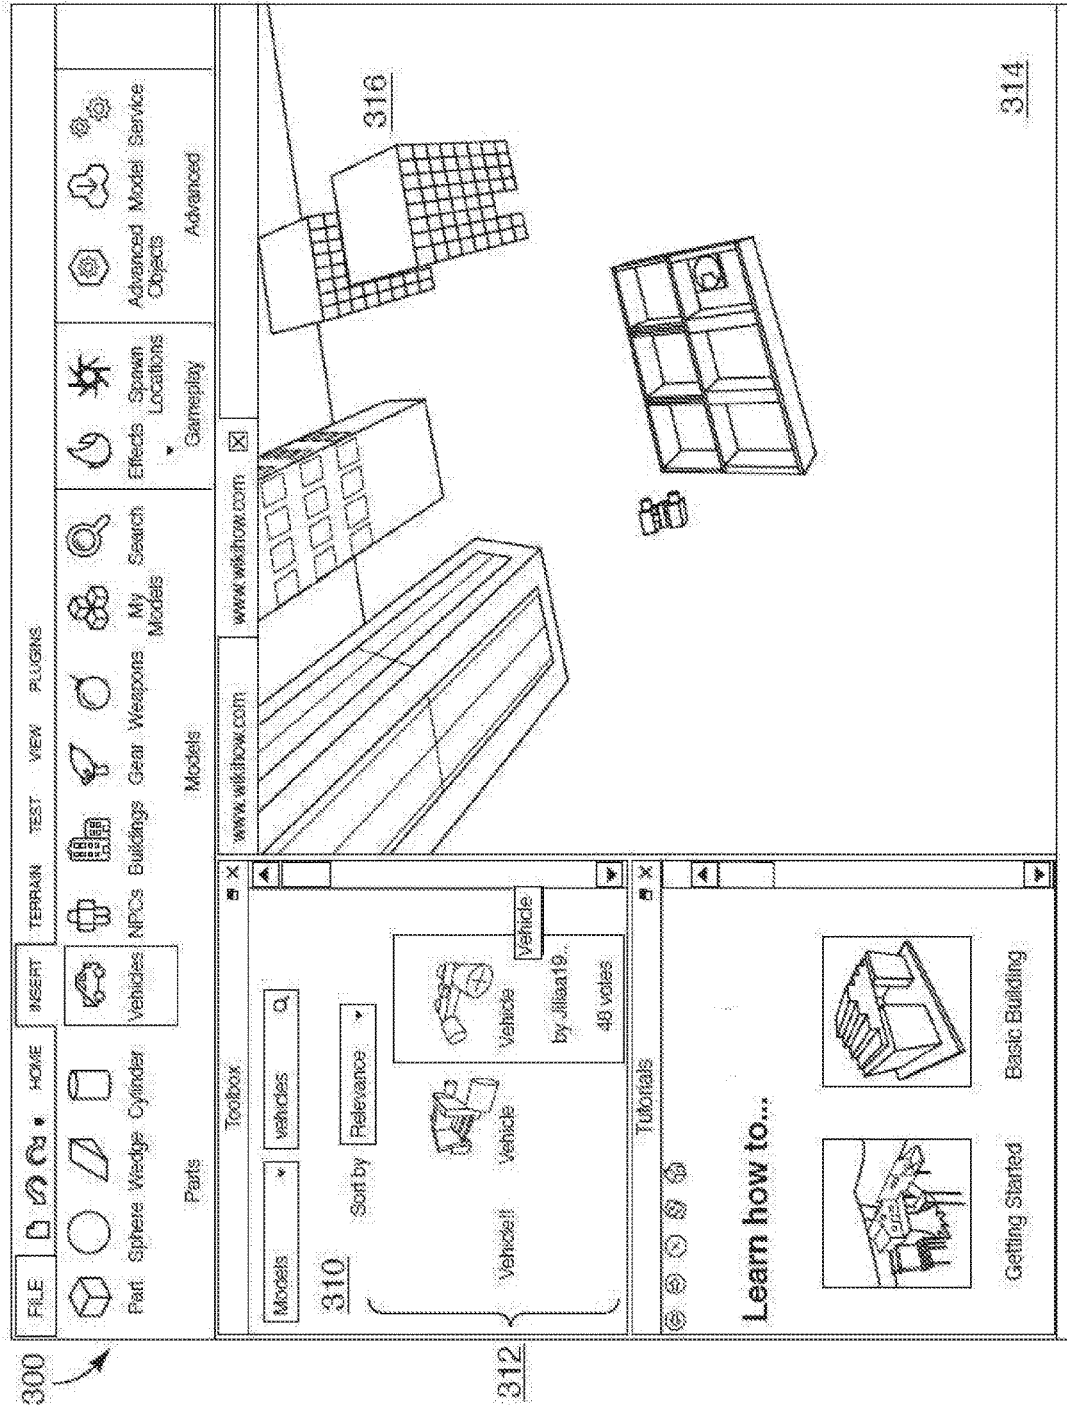 300
FILE HOME INSERT TERRAIN TEST VIEW PLUGINS
Part Sphere Wedge Cylinder Vehicles NPCs Buildings Gear Weapons My Models Search Effects Spawn Locations Advanced Objects Model Service
Parts Models Gameplay Advanced
Toolbox
www.wikihow.com
www.wikihow.com
Models
vehicles
310
Sort by Relevance
312
Vehicle!!
Vehicle
Vehicle
by Jiliaa19...
48 votes
Vehicle
316
Tutorials
Learn how to...
Getting Started
Basic Building
314